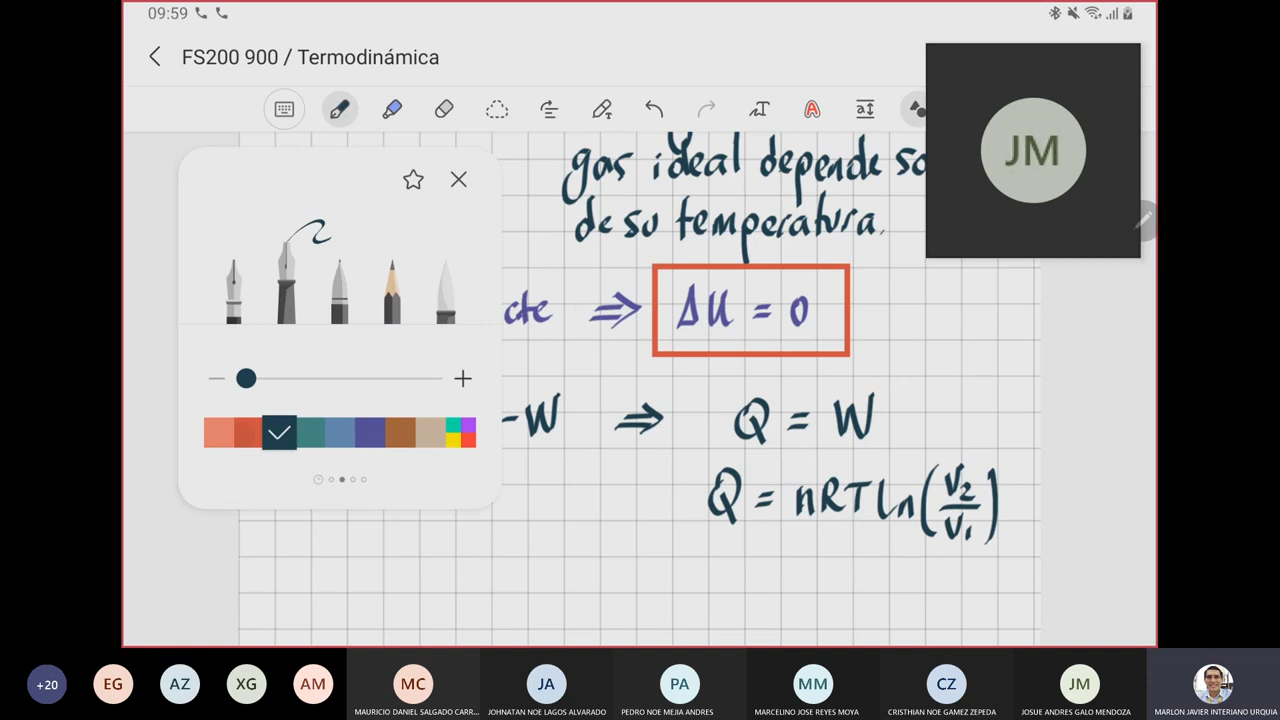 09:59
FS200 900 / Termodinámica
JM
gas ideal depende so
de su temperatura.
cte ⇒ ΔU = 0
-W ⇒ Q = W
Q = nRT ln(V₂/V₁)
+20
EG
AZ
XG
AM
MC
JA
PA
MM
CZ
JM
MAURICIO DANIEL SALGADO CARR...
JOHNATAN NOE LAGOS ALVARADO
PEDRO NOE MEJIA ANDRES
MARCELINO JOSE REYES MOYA
CRISTHIAN NOE GAMEZ ZEPEDA
JOSUE ANDRES GALO MENDOZA
MARLON JAVIER INTERIANO URQUIA